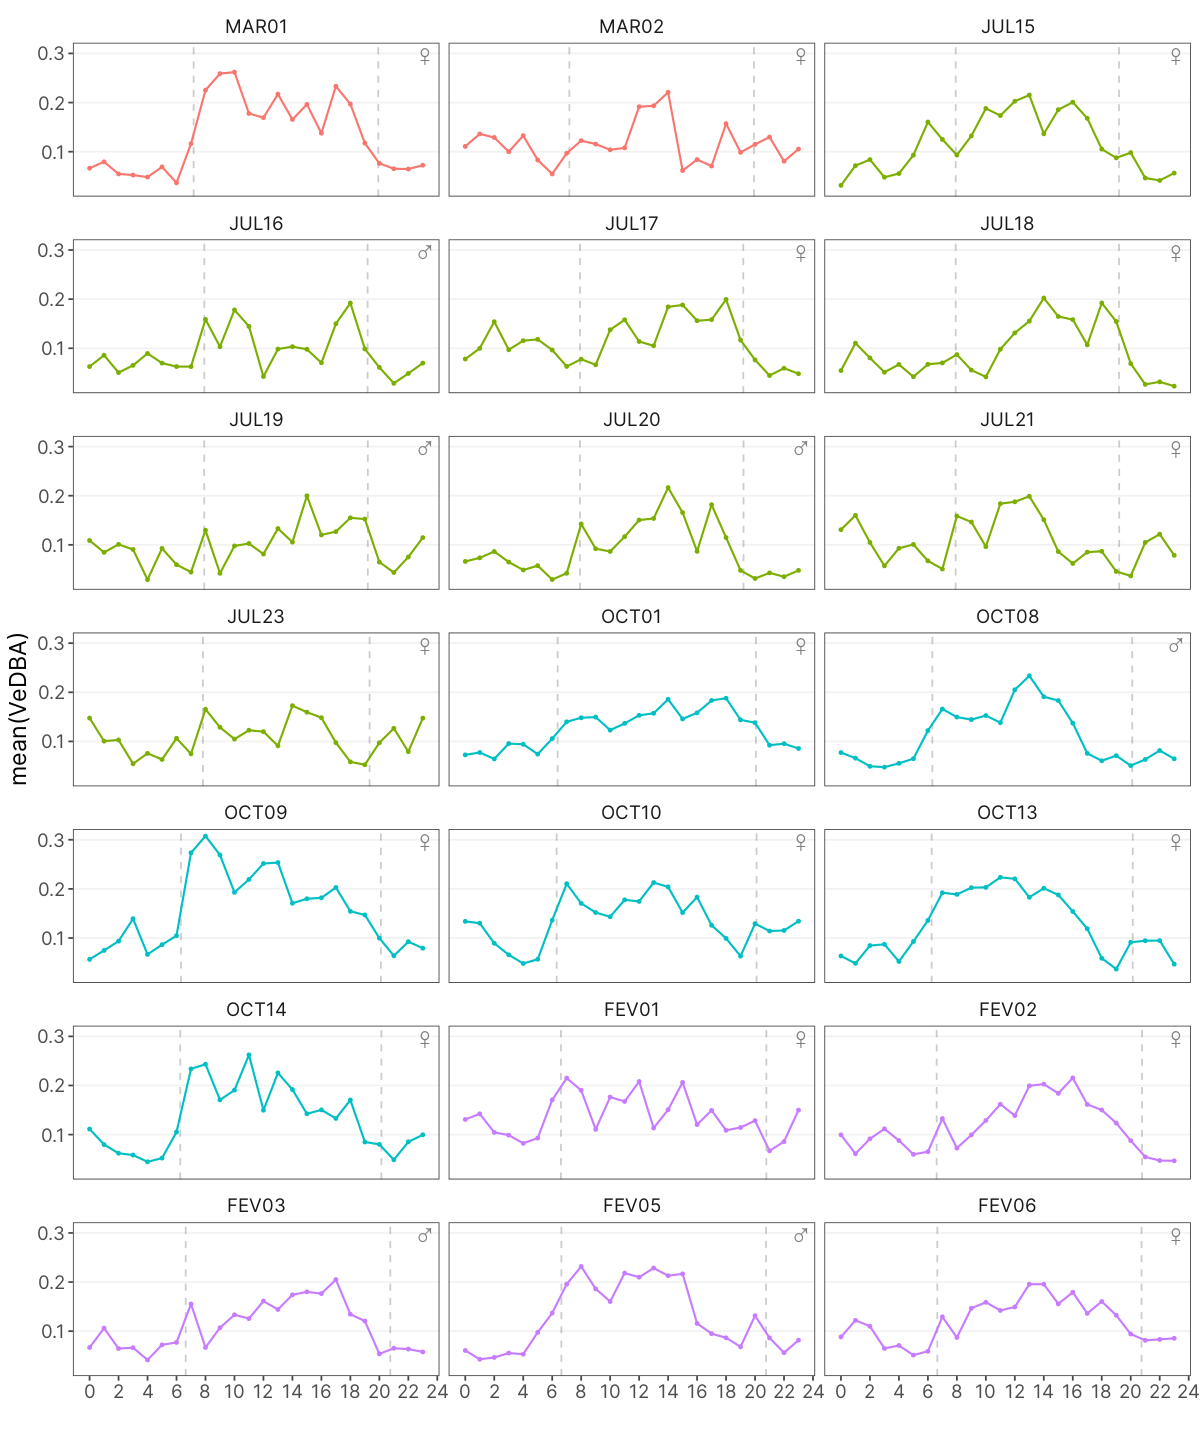 MAR01 MAR02 JUL15
0.3 ♀ ♀ ♀
0.2
0.1
JUL16 JUL17 JUL18
0.3 ♂ ♀ ♀
0.2
0.1
JUL19 JUL20 JUL21
0.3 ♂ ♂ ♀
0.2
0.1
JUL23 OCT01 OCT08
0.3 ♀ ♀ ♂
0.2
0.1
mean(VeDBA)
OCT09 OCT10 OCT13
0.3 ♀ ♀ ♀
0.2
0.1
OCT14 FEV01 FEV02
0.3 ♀ ♀ ♀
0.2
0.1
FEV03 FEV05 FEV06
0.3 ♂ ♂ ♀
0.2
0.1
0 2 4 6 8 10 12 14 16 18 20 22 24 0 2 4 6 8 10 12 14 16 18 20 22 24 0 2 4 6 8 10 12 14 16 18 20 22 24